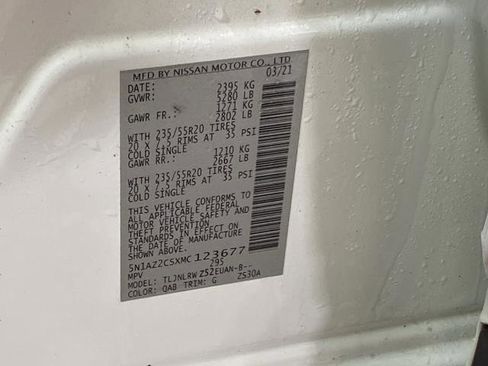 MFD BY NISSAN MOTOR CO., LTD
DATE: 03/21
GVWR: 2395 KG
5280 LB
GAWR FR.: 1271 KG
2802 LB
WITH 235/55R20 TIRES
20 X 7.5 RIMS AT 35 PSI
COLD SINGLE
GAWR RR.: 1210 KG
2667 LB
WITH 235/55R20 TIRES
20 X 7.5 RIMS AT 35 PSI
COLD SINGLE
THIS VEHICLE CONFORMS TO
ALL APPLICABLE FEDERAL
MOTOR VEHICLE SAFETY AND
THEFT PREVENTION
STANDARDS IN EFFECT ON
THE DATE OF MANUFACTURE
SHOWN ABOVE.
5N1AZ2CSXMC123677
MPV 295
MODEL: TLJNLRWZ52EUAN-B-
COLOR: QAB TRIM: G ZS30A